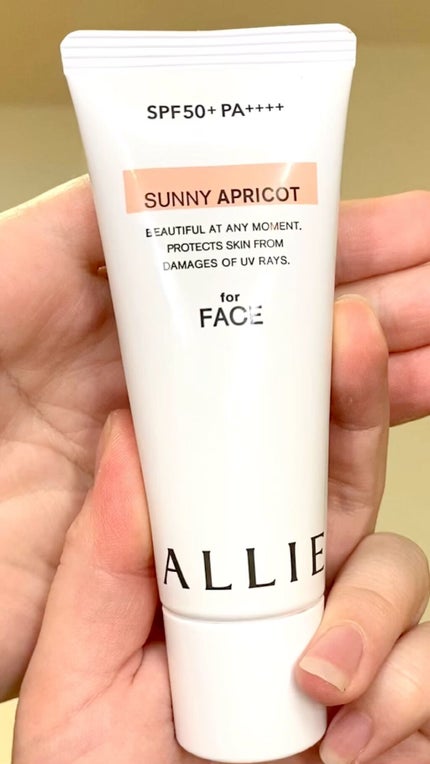 SPF50+ PA++++
SUNNY APRICOT
BEAUTIFUL AT ANY MOMENT.
PROTECTS SKIN FROM
DAMAGES OF UV RAYS.
for
FACE
ALLIE